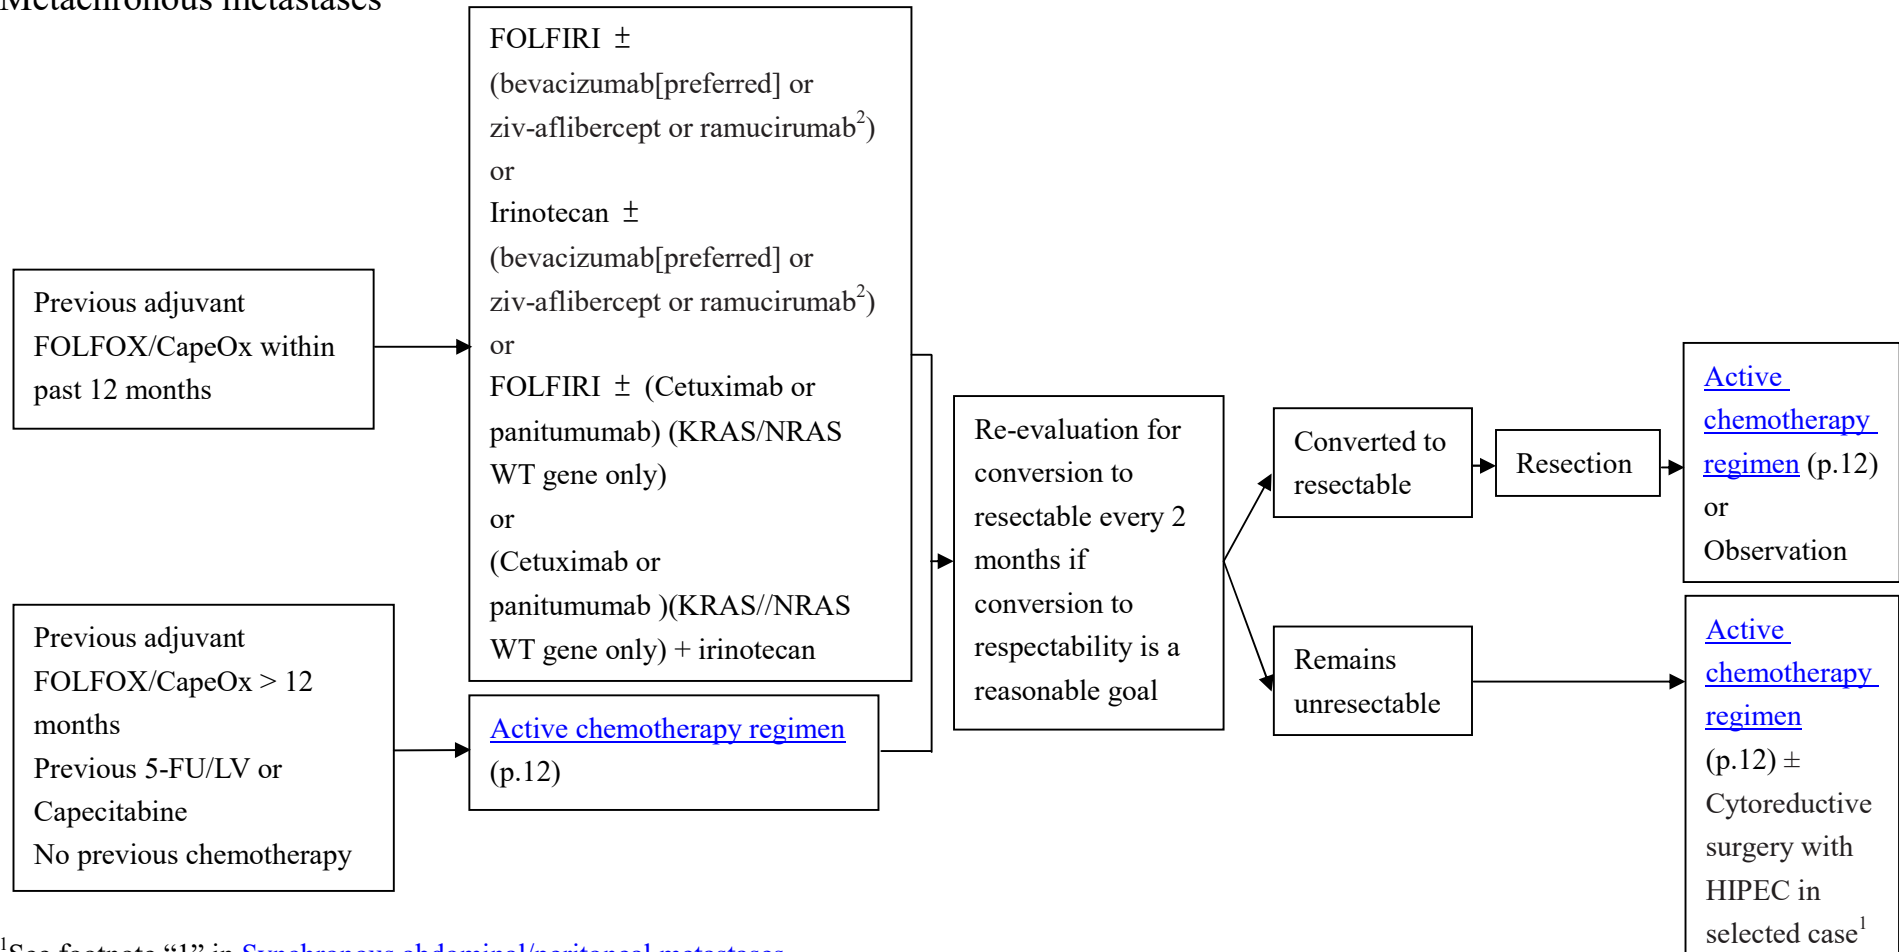 Metachronous metastases
FOLFIRI ±
(bevacizumab[preferred] or
ziv-aflibercept or ramucirumab2)
or
Irinotecan ±
(bevacizumab[preferred] or
ziv-aflibercept or ramucirumab2)
or
FOLFIRI ± (Cetuximab or
panitumumab) (KRAS/NRAS
WT gene only)
or
(Cetuximab or
panitumumab )(KRAS//NRAS
WT gene only) + irinotecan
Previous adjuvant
FOLFOX/CapeOx within
past 12 months
Previous adjuvant
FOLFOX/CapeOx > 12
months
Previous 5-FU/LV or
Capecitabine
No previous chemotherapy
Active chemotherapy regimen
(p.12)
Re-evaluation for
conversion to
resectable every 2
months if
conversion to
respectability is a
reasonable goal
Converted to
resectable
Resection
Active
chemotherapy
regimen (p.12)
or
Observation
Remains
unresectable
Active
chemotherapy
regimen
(p.12) ±
Cytoreductive
surgery with
HIPEC in
selected case1
1See footnote “1” in Synchronous abdominal/peritoneal metastases